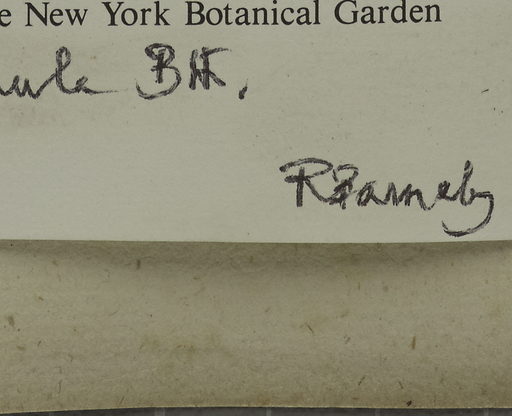 e New York Botanical Garden
BH.
RBarneby